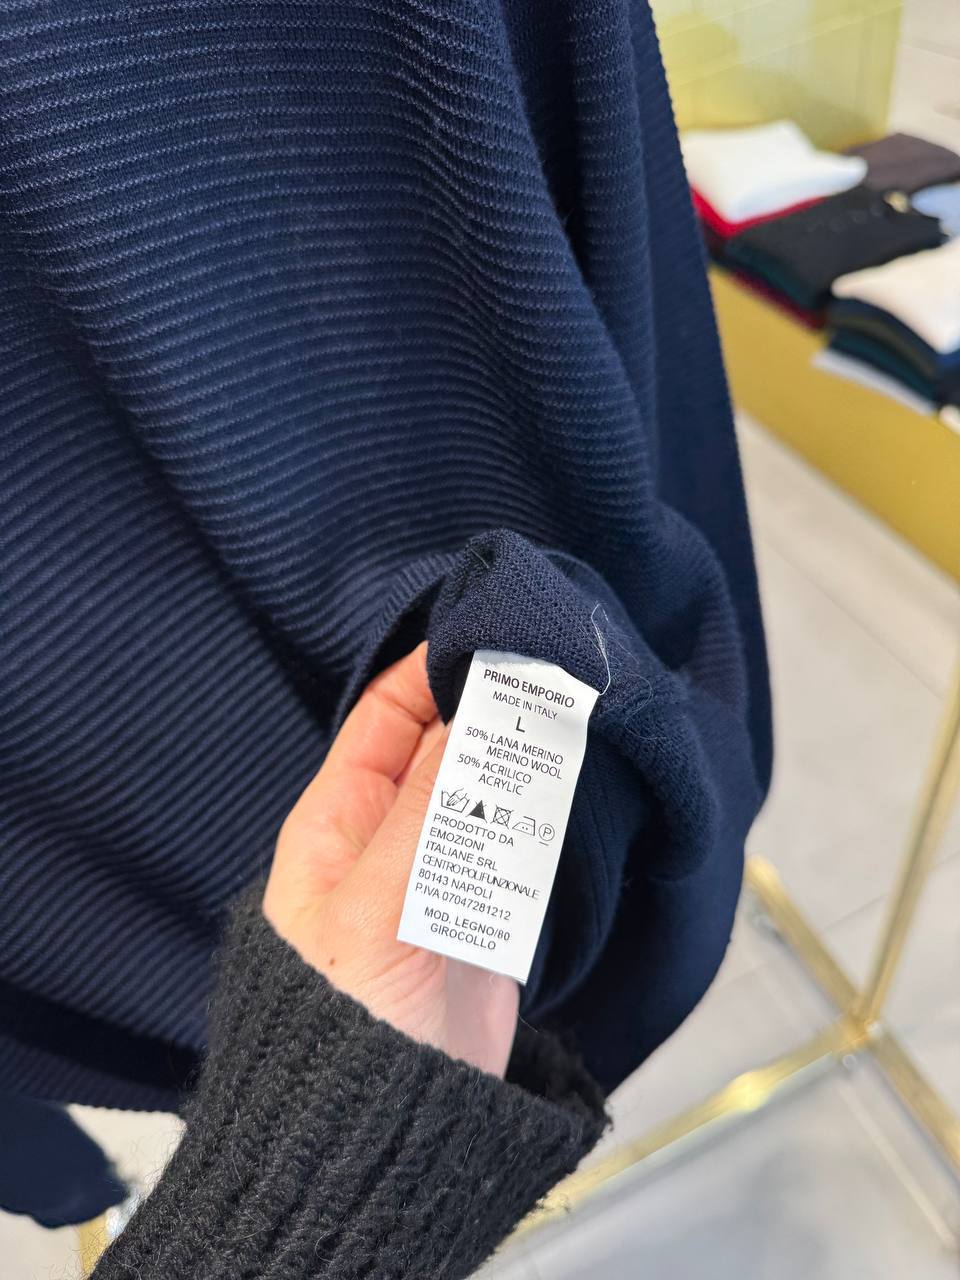 PRIMO EMPORIO
MADE IN ITALY
L
50% LANA MERINO
MERINO WOOL
50% ACRILICO
ACRYLIC
P
PRODOTTO DA
EMOZIONI
ITALIANE SRL
CENTRO POLIFUNZIONALE
80143 NAPOLI
P.IVA 07047281212
MOD. LEGNO/80
GIROCOLLO